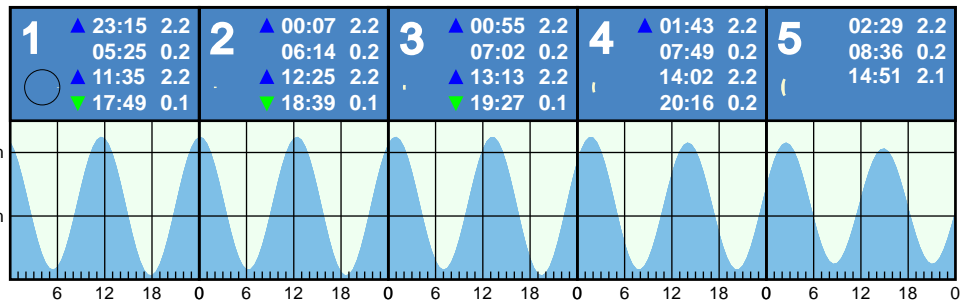 1
▲ 23:15 2.2
05:25 0.2
▲ 11:35 2.2
▼ 17:49 0.1
2
▲ 00:07 2.2
06:14 0.2
▲ 12:25 2.2
▼ 18:39 0.1
3
▲ 00:55 2.2
07:02 0.2
▲ 13:13 2.2
▼ 19:27 0.1
4
▲ 01:43 2.2
07:49 0.2
14:02 2.2
20:16 0.2
5
02:29 2.2
08:36 0.2
14:51 2.1
m
m
6 12 18 0 6 12 18 0 6 12 18 0 6 12 18 0 6 12 18 0